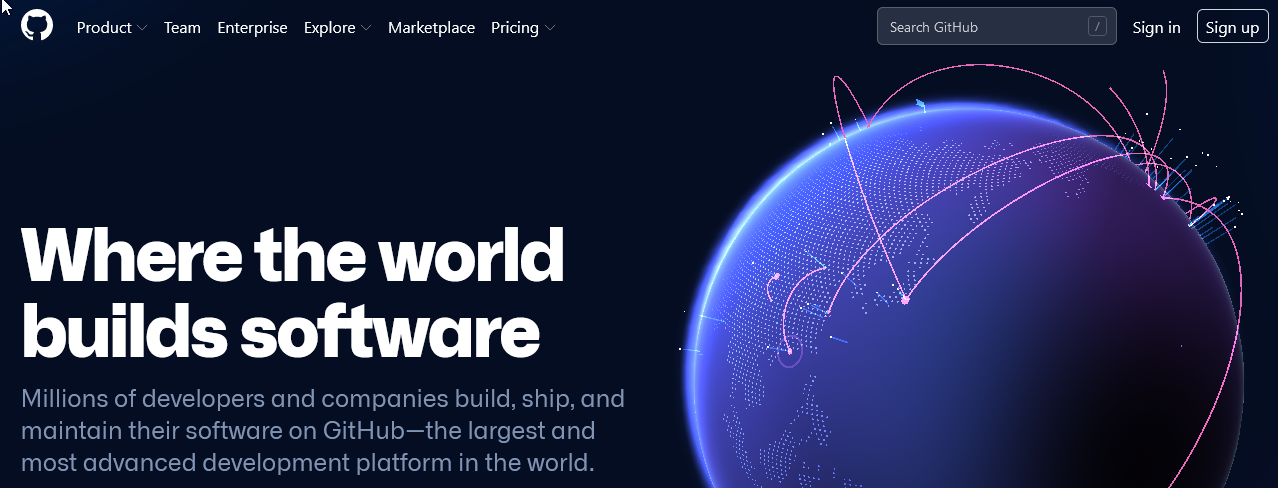 Product Team Enterprise Explore Marketplace Pricing Search GitHub / Sign in Sign up
Where the world
builds software
Millions of developers and companies build, ship, and
maintain their software on GitHub—the largest and
most advanced development platform in the world.